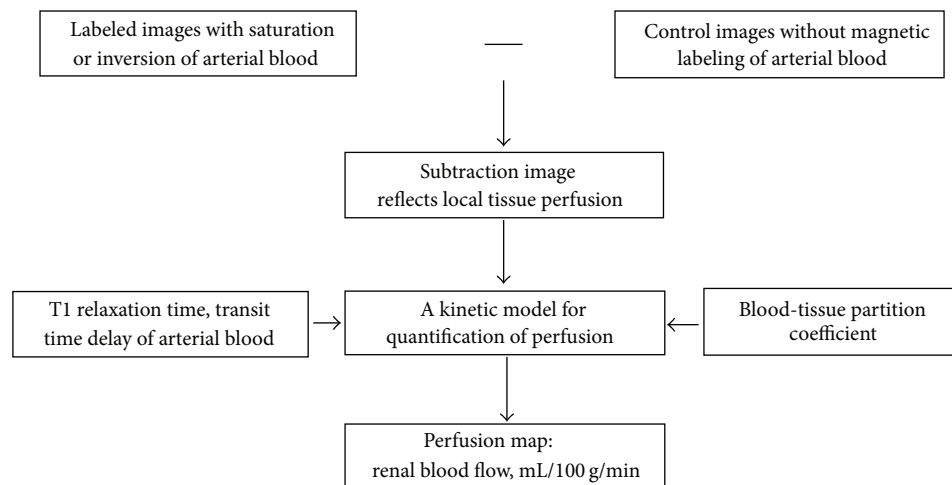 Labeled images with saturation
or inversion of arterial blood
Control images without magnetic
labeling of arterial blood
Subtraction image
reflects local tissue perfusion
T1 relaxation time, transit
time delay of arterial blood
A kinetic model for
quantification of perfusion
Blood-tissue partition
coefficient
Perfusion map:
renal blood flow, mL/100 g/min